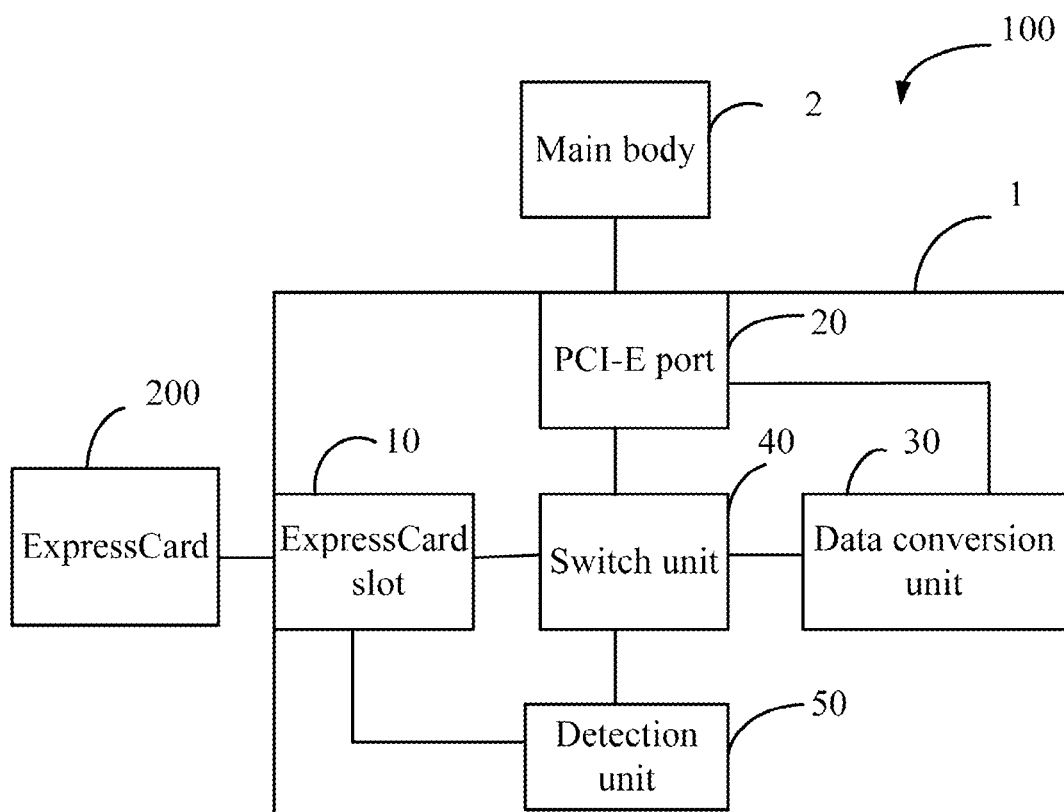 100
2
Main body
1
20
PCI-E port
200
10
40
30
ExpressCard
ExpressCard
slot
Switch unit
Data conversion
unit
50
Detection
unit